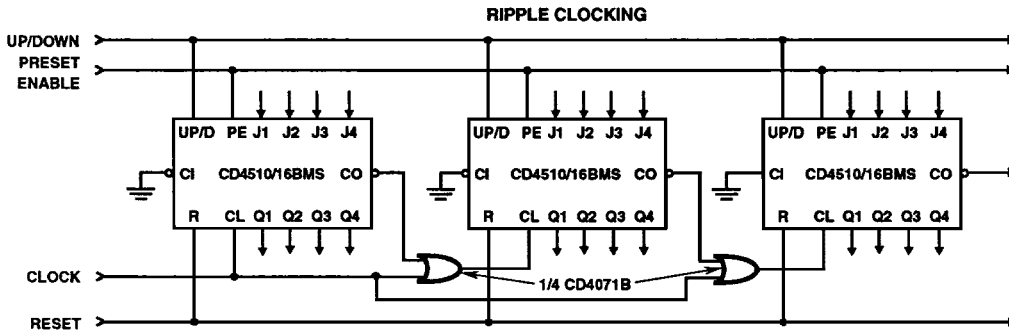 RIPPLE CLOCKING
UP/DOWN
PRESET
ENABLE
UP/D PE J1 J2 J3 J4
UP/D PE J1 J2 J3 J4
UP/D PE J1 J2 J3 J4
CI CD4510/16BMS CO
CI CD4510/16BMS CO
CI CD4510/16BMS CO
R CL Q1 Q2 Q3 Q4
R CL Q1 Q2 Q3 Q4
R CL Q1 Q2 Q3 Q4
CLOCK
1/4 CD4071B
RESET